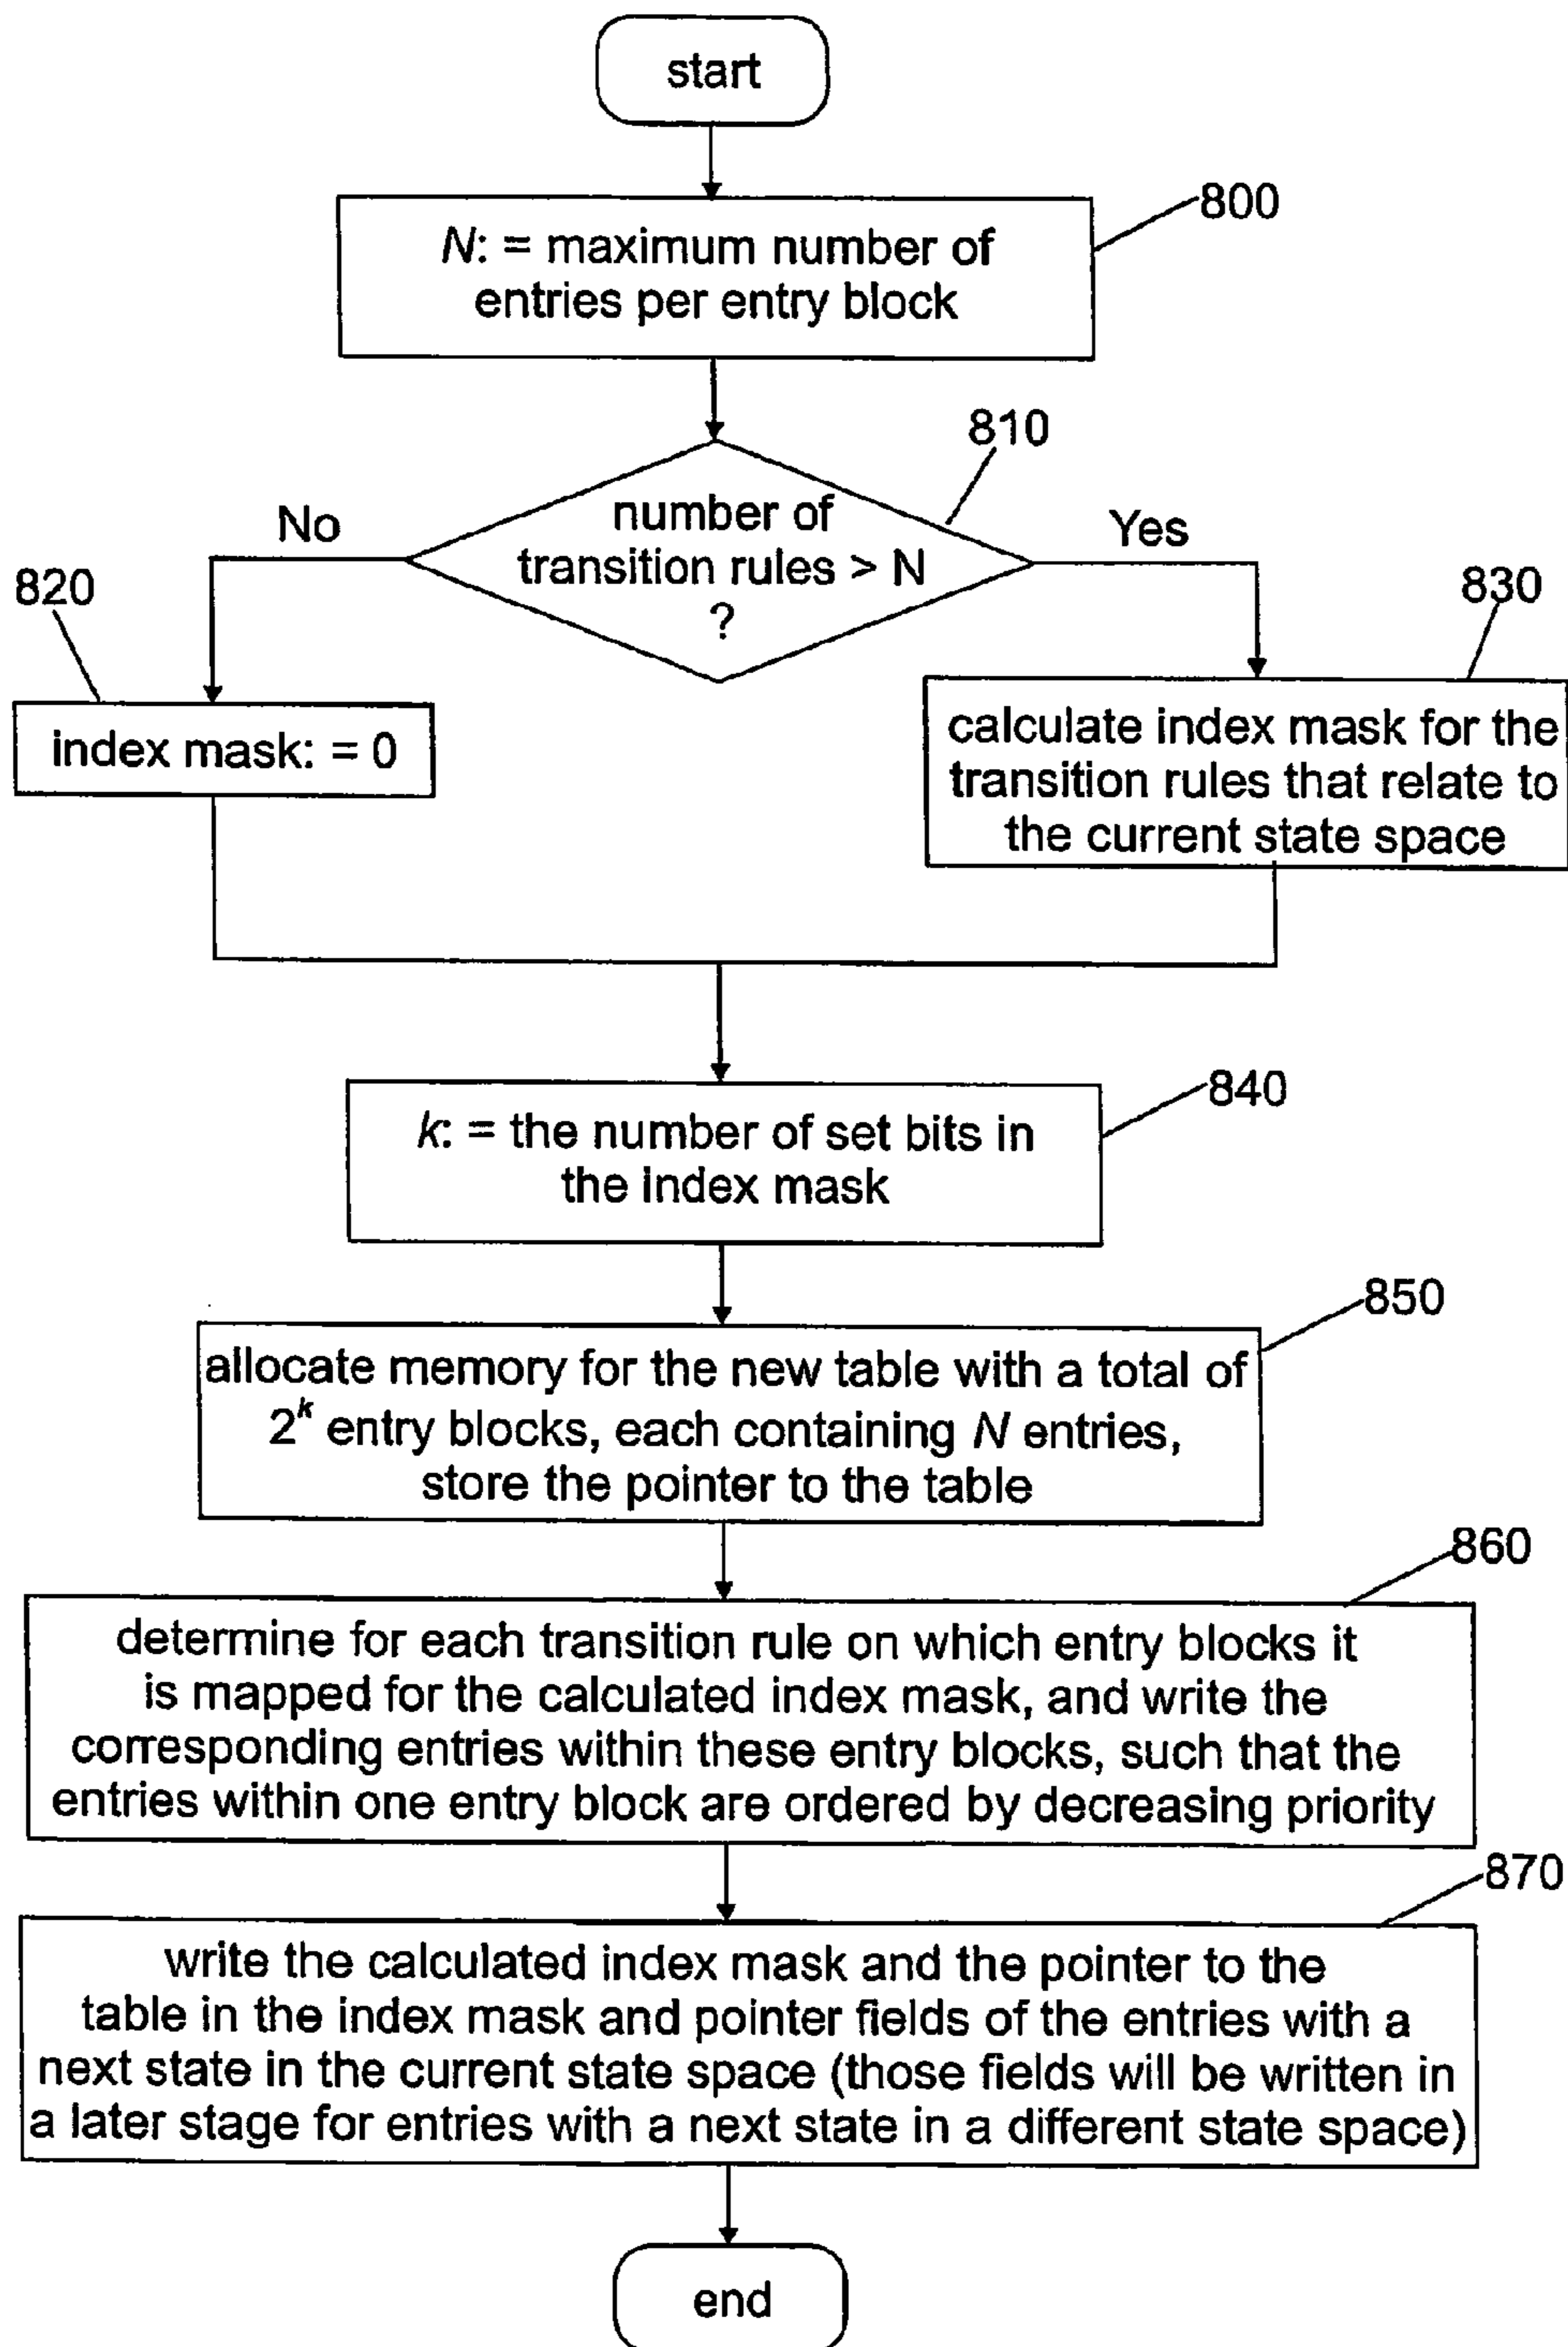 start
800
N: = maximum number of
entries per entry block
810
number of
transition rules > N
?
No
Yes
820
index mask: = 0
830
calculate index mask for the
transition rules that relate to
the current state space
840
k: = the number of set bits in
the index mask
850
allocate memory for the new table with a total of
2^k entry blocks, each containing N entries,
store the pointer to the table
860
determine for each transition rule on which entry blocks it
is mapped for the calculated index mask, and write the
corresponding entries within these entry blocks, such that the
entries within one entry block are ordered by decreasing priority
870
write the calculated index mask and the pointer to the
table in the index mask and pointer fields of the entries with a
next state in the current state space (those fields will be written in
a later stage for entries with a next state in a different state space)
end